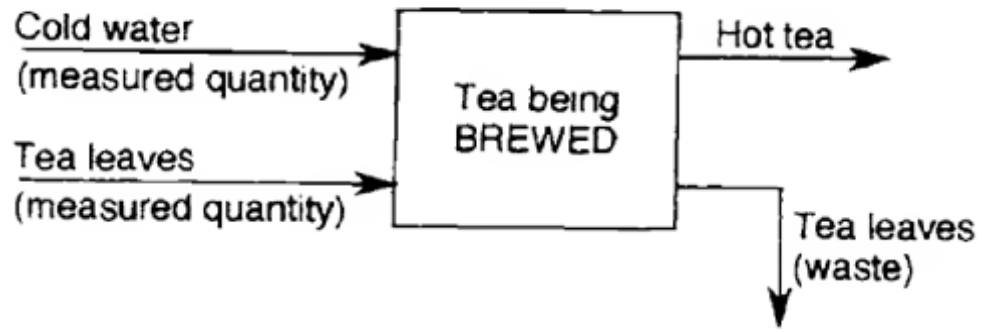 Cold water
(measured quantity)
Hot tea
Tea being
BREWED
Tea leaves
(measured quantity)
Tea leaves
(waste)